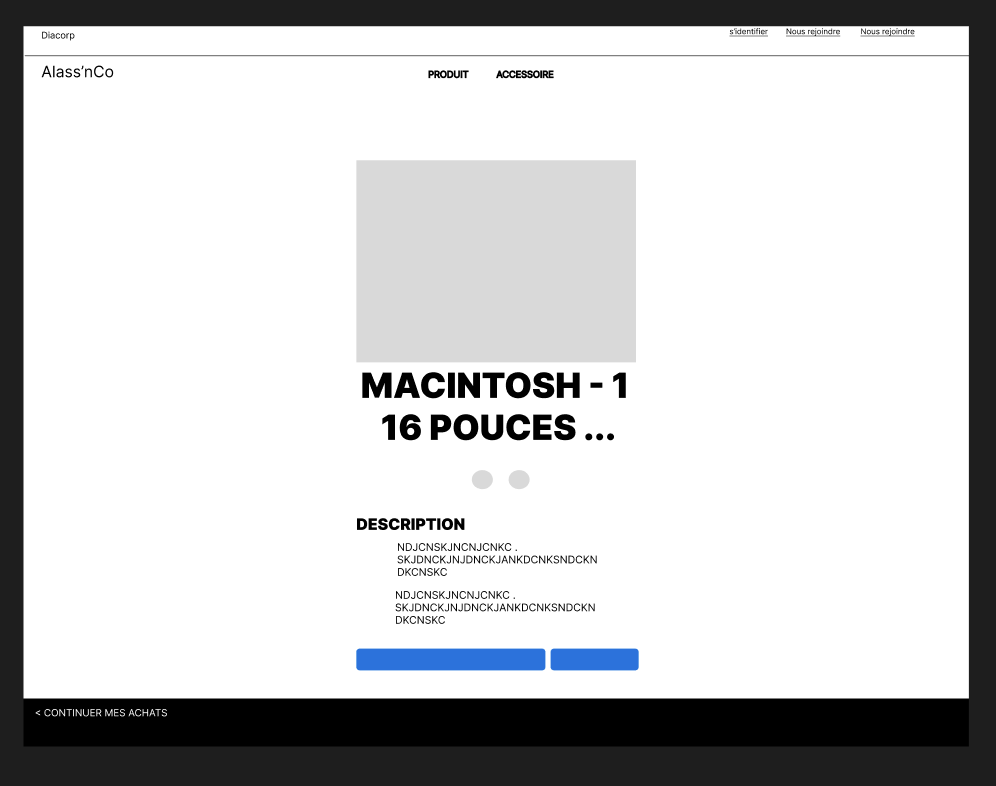 Diacorp
s'identifier Nous rejoindre Nous rejoindre
Alass'nCo
PRODUIT ACCESSOIRE
MACINTOSH - 1
16 POUCES ...
DESCRIPTION
NDJCNSKJNCNJCNKC .
SKJDNCKJNJDNCKJANKDCNKSNDCKN
DKCNSKC
NDJCNSKJNCNJCNKC .
SKJDNCKJNJDNCKJANKDCNKSNDCKN
DKCNSKC
< CONTINUER MES ACHATS